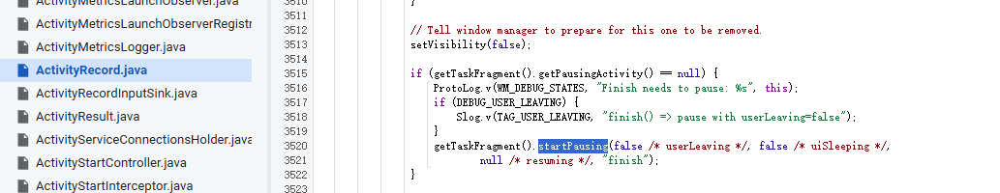 ActivityMetricsLaunchObserver.java
ActivityMetricsLaunchObserverRegistr
ActivityMetricsLogger.java
ActivityRecord.java
ActivityRecordInputSink.java
ActivityResult.java
ActivityServiceConnectionsHolder.java
ActivityStartController.java
ActivityStartInterceptor.java
3510 }
3511
3512 // Tell window manager to prepare for this one to be removed.
3513 setVisibility(false);
3514
3515 if (getTaskFragment().getPausingActivity() == null) {
3516 ProtoLog.v(WM_DEBUG_STATES, "Finish needs to pause: %s", this);
3517 if (DEBUG_USER_LEAVING) {
3518 Slog.v(TAG_USER_LEAVING, "finish() => pause with userLeaving=false");
3519 }
3520 getTaskFragment().startPausing(false /* userLeaving */, false /* uiSleeping */,
3521 null /* resuming */, "finish");
3522 }
3523